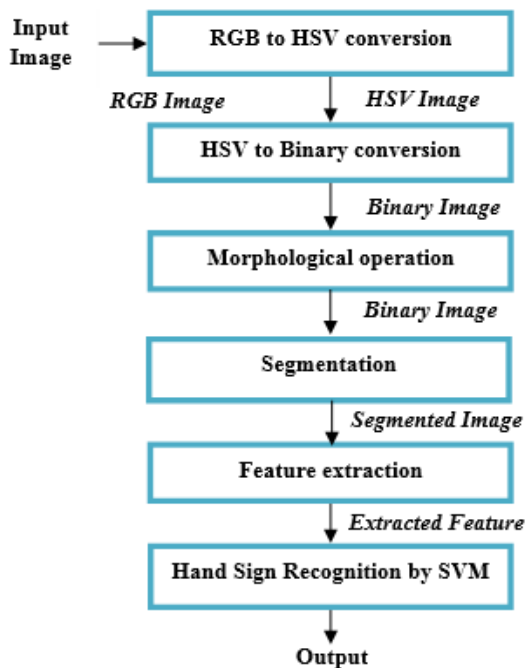 Input
Image
RGB to HSV conversion
RGB Image
HSV Image
HSV to Binary conversion
Binary Image
Morphological operation
Binary Image
Segmentation
Segmented Image
Feature extraction
Extracted Feature
Hand Sign Recognition by SVM
Output